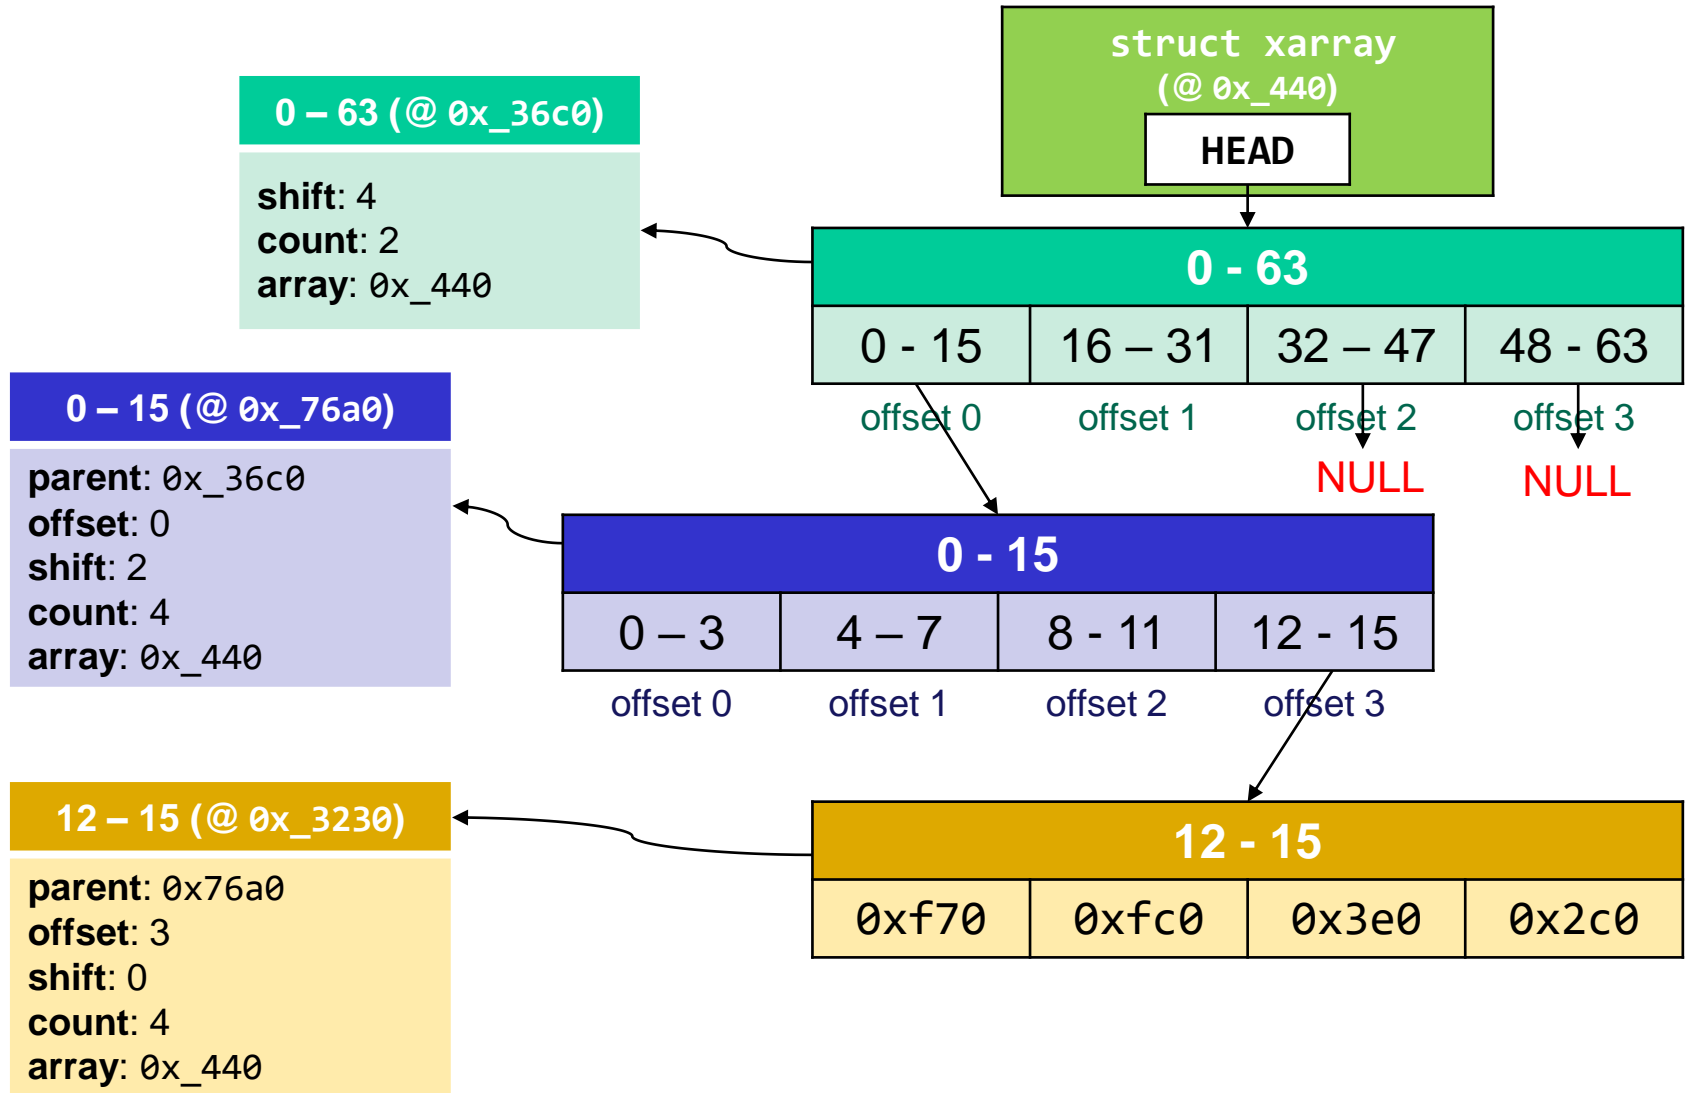 struct xarray
(@ 0x_440)
HEAD
0 – 63 (@ 0x_36c0)
shift: 4
count: 2
array: 0x_440
0 - 63
0 - 15
16 – 31
32 – 47
48 - 63
offset 0
offset 1
offset 2
offset 3
NULL
NULL
0 – 15 (@ 0x_76a0)
parent: 0x_36c0
offset: 0
shift: 2
count: 4
array: 0x_440
0 - 15
0 – 3
4 – 7
8 - 11
12 - 15
offset 0
offset 1
offset 2
offset 3
12 – 15 (@ 0x_3230)
parent: 0x76a0
offset: 3
shift: 0
count: 4
array: 0x_440
12 - 15
0xf70
0xfc0
0x3e0
0x2c0